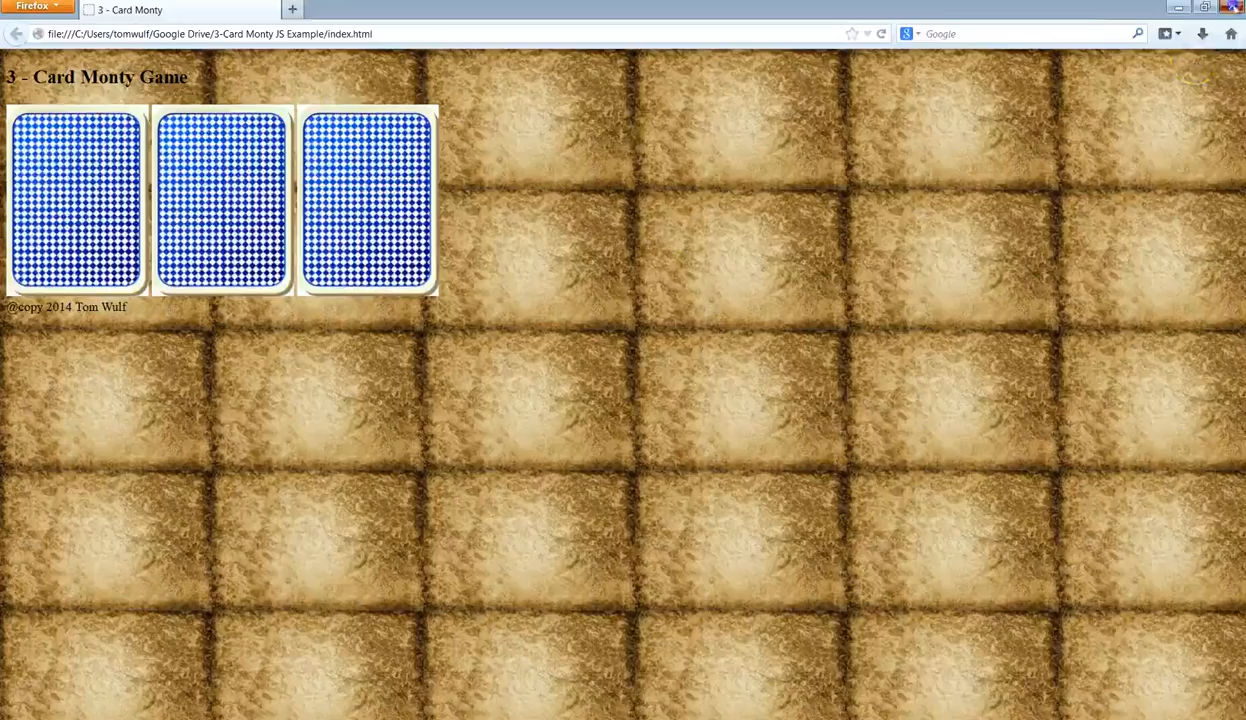 Firefox
3 - Card Monty
file:///C:/Users/tomwulf/Google Drive/3-Card Monty JS Example/index.html
Google
3 - Card Monty Game
@copy 2014 Tom Wulf